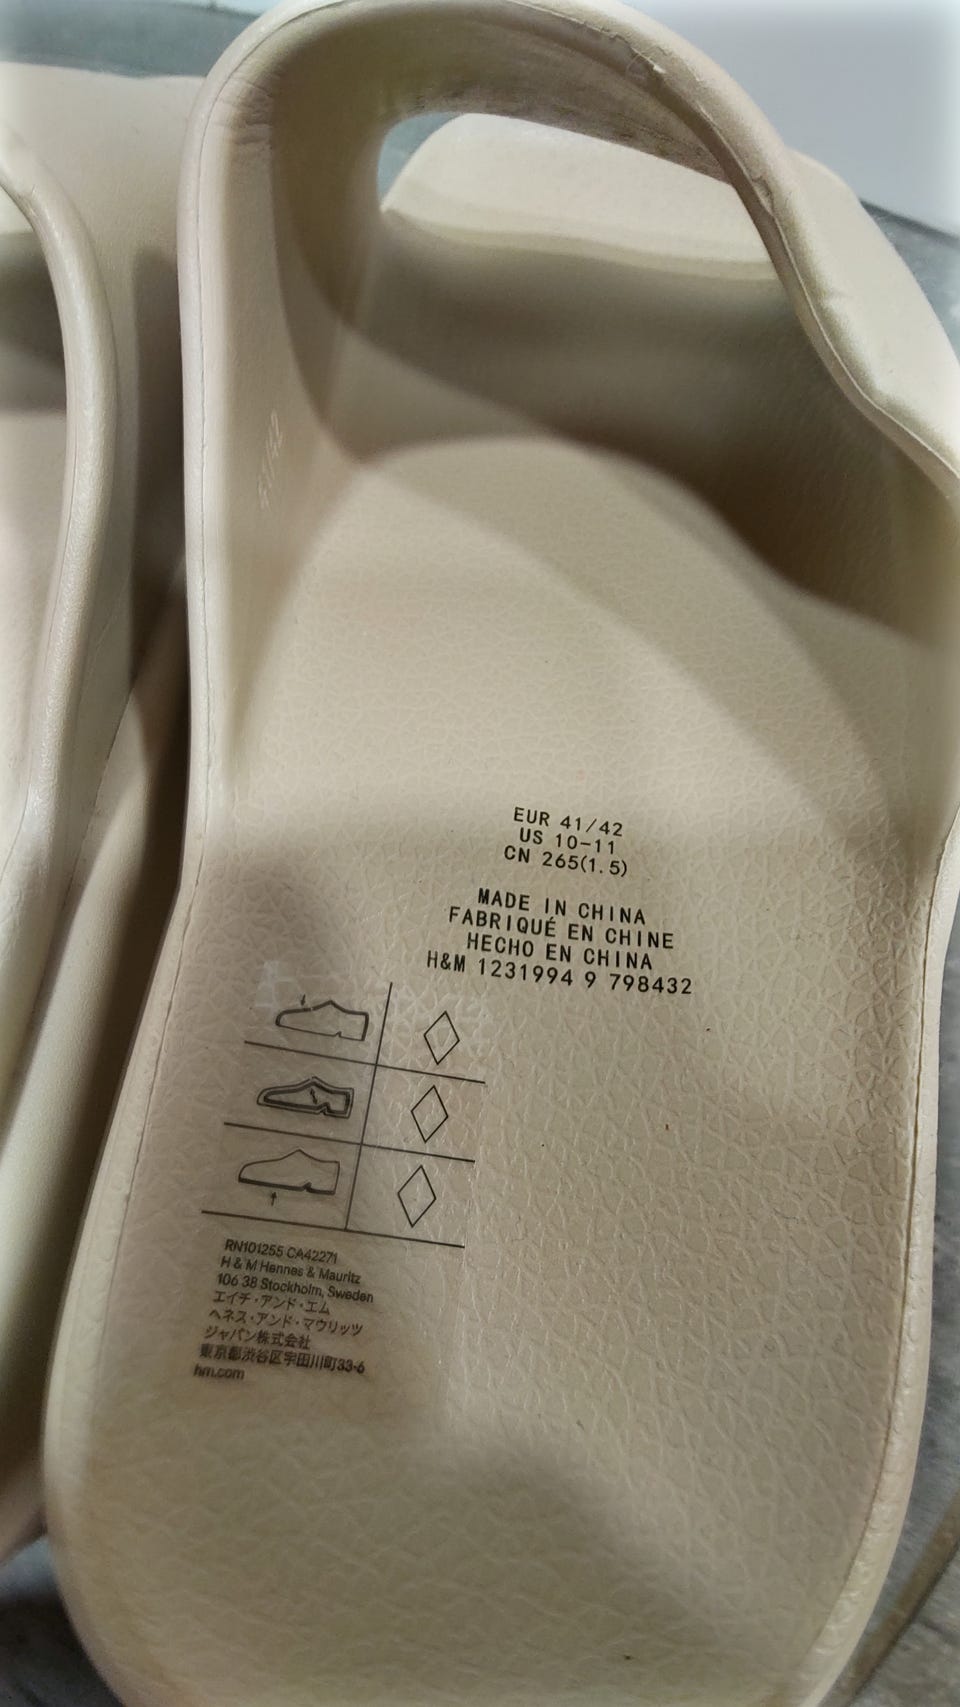 41/42
EUR 41/42
US 10-11
CN 265(1.5)
MADE IN CHINA
FABRIQUÉ EN CHINE
HECHO EN CHINA
H&M 1231994 9 798432
RN101255 CA42271
H & M Hennes & Mauritz
106 38 Stockholm, Sweden
エイチ・アンド・エム
ヘネス・アンド・マウリッツ
ジャパン株式会社
東京都渋谷区宇田川町33-6
hm.com